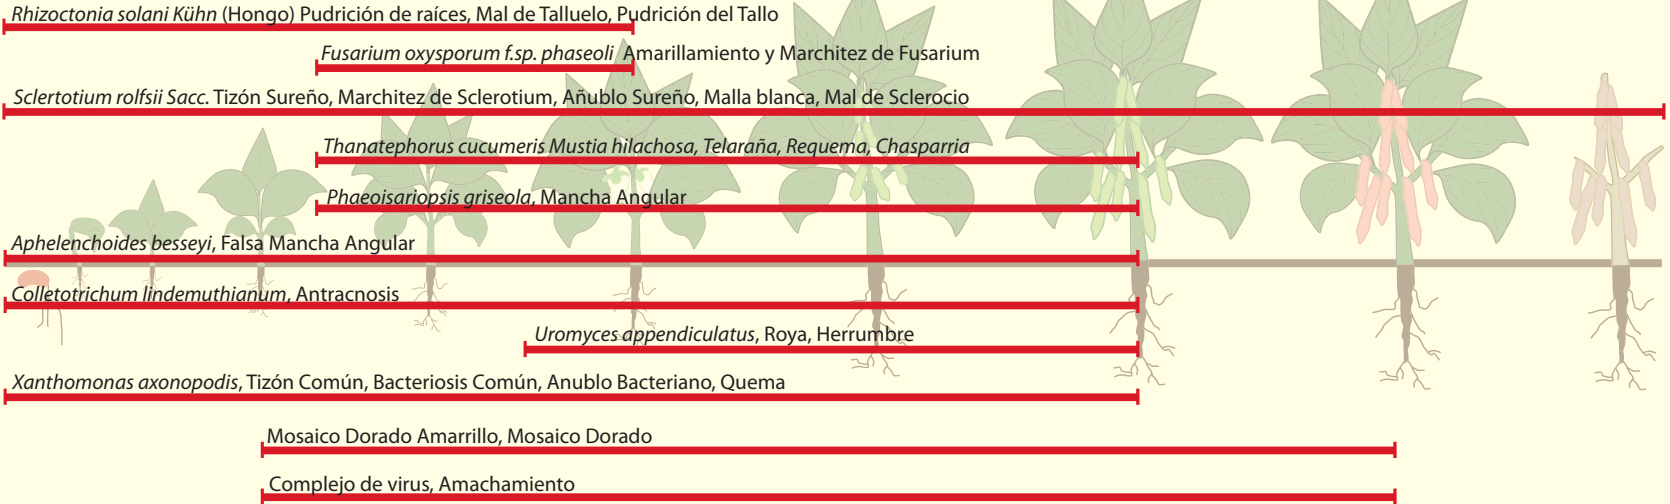 Rhizoctonia solani Kühn (Hongo) Pudrición de raíces, Mal de Talluelo, Pudrición del Tallo
Fusarium oxysporum f.sp. phaseoli Amarillamiento y Marchitez de Fusarium
Sclertotium rolfsii Sacc. Tizón Sureño, Marchitez de Sclerotium, Añublo Sureño, Malla blanca, Mal de Sclerocio
Thanatephorus cucumeris Mustia hilachosa, Telaraña, Requema, Chasparria
Phaeoisariopsis griseola, Mancha Angular
Aphelenchoides besseyi, Falsa Mancha Angular
Colletotrichum lindemuthianum, Antracnosis
Uromyces appendiculatus, Roya, Herrumbre
Xanthomonas axonopodis, Tizón Común, Bacteriosis Común, Anublo Bacteriano, Quema
Mosaico Dorado Amarrillo, Mosaico Dorado
Complejo de virus, Amachamiento